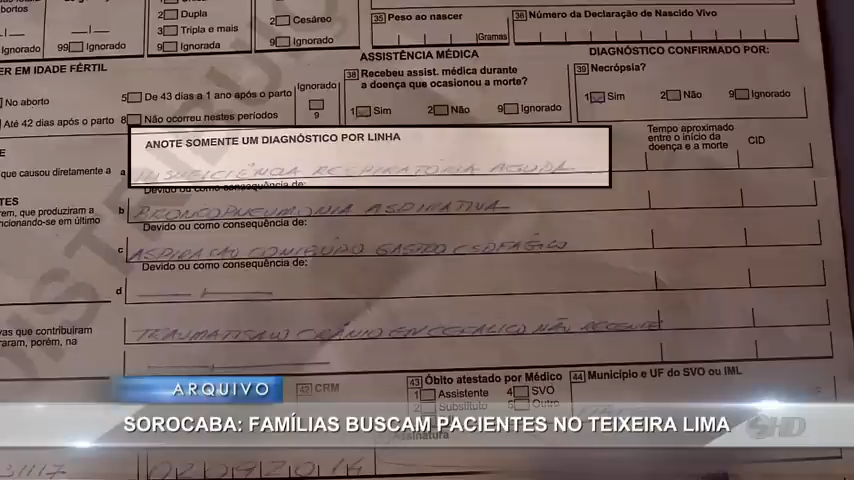 2 Dupla
3 Tripla e mais
9 Ignorada
Ignorado
99 Ignorado
2 Cesáreo
9 Ignorado
35 Peso ao nascer
Gramas
36 Número da Declaração de Nascido Vivo
ER EM IDADE FÉRTIL
No aborto
Até 42 dias após o parto
5 De 43 dias a 1 ano após o parto
8 Não ocorreu nestes períodos
Ignorado
9
ASSISTÊNCIA MÉDICA
38 Recebeu assist. médica durante
a doença que ocasionou a morte?
1 Sim 2 Não 9 Ignorado
DIAGNÓSTICO CONFIRMADO POR:
39 Necrópsia?
1 Sim 2 Não 9 Ignorado
ANOTE SOMENTE UM DIAGNÓSTICO POR LINHA
Tempo aproximado
entre o início da
doença e a morte
CID
que causou diretamente a
a INSUFICIÊNCIA RESPIRATÓRIA AGUDA
Devido ou como consequência de:
rem, que produziram a
ncionando-se em último
b BRONCOPNEUMONIA ASPIRATIVA
Devido ou como consequência de:
c ASPIRAÇÃO CONTEÚDO GASTRO ESOFÁGICO
Devido ou como consequência de:
d
vas que contribuíram
raram, porém, na
TRAUMATISMO CRÂNIO ENCEFÁLICO NÃO RECENTE
42 CRM
43 Óbito atestado por Médico
1 Assistente 4 SVO
2 Substituto 5 Outro
44 Município e UF do SVO ou IML
Assinatura
ARQUIVO
SOROCABA: FAMÍLIAS BUSCAM PACIENTES NO TEIXEIRA LIMA
HD